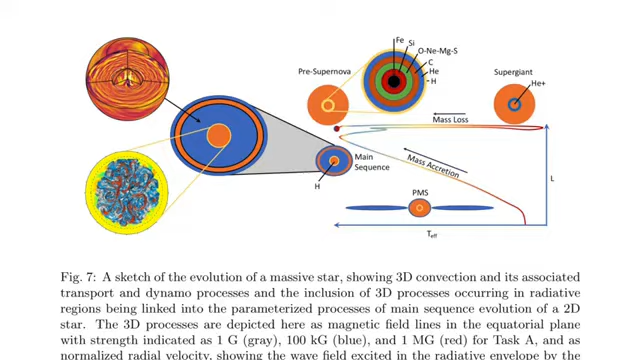 Fe
Si
O-Ne-Mg-S
C
He
H
Pre-Supernova
Supergiant
He+
Mass Loss
Main
Sequence
Mass Accretion
H
PMS
L
Teff
Fig. 7: A sketch of the evolution of a massive star, showing 3D convection and its associated
transport and dynamo processes and the inclusion of 3D processes occurring in radiative
regions being linked into the parameterized processes of main sequence evolution of a 2D
star. The 3D processes are depicted here as magnetic field lines in the equatorial plane
with strength indicated as 1 G (gray), 100 kG (blue), and 1 MG (red) for Task A, and as
normalized radial velocity, showing the wave field excited in the radiative envelope by the